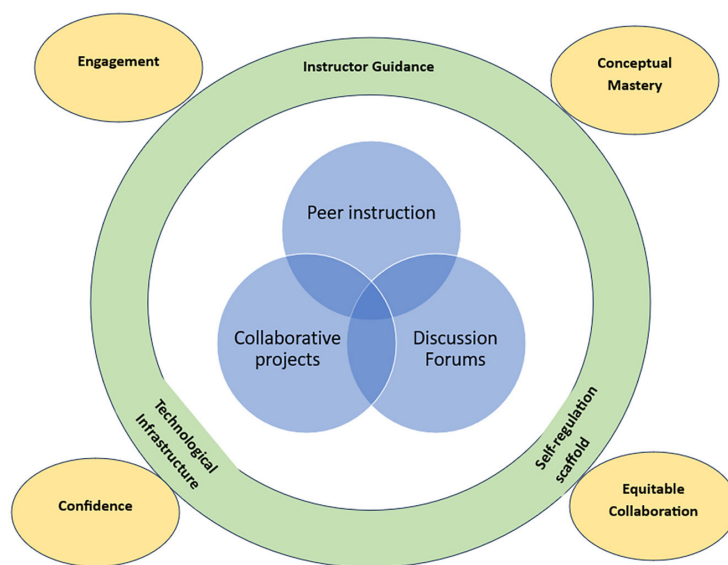 Engagement
Instructor Guidance
Conceptual
Mastery
Peer instruction
Collaborative
projects
Discussion
Forums
Technological
Infrastructure
Self-regulation
scaffold
Confidence
Equitable
Collaboration